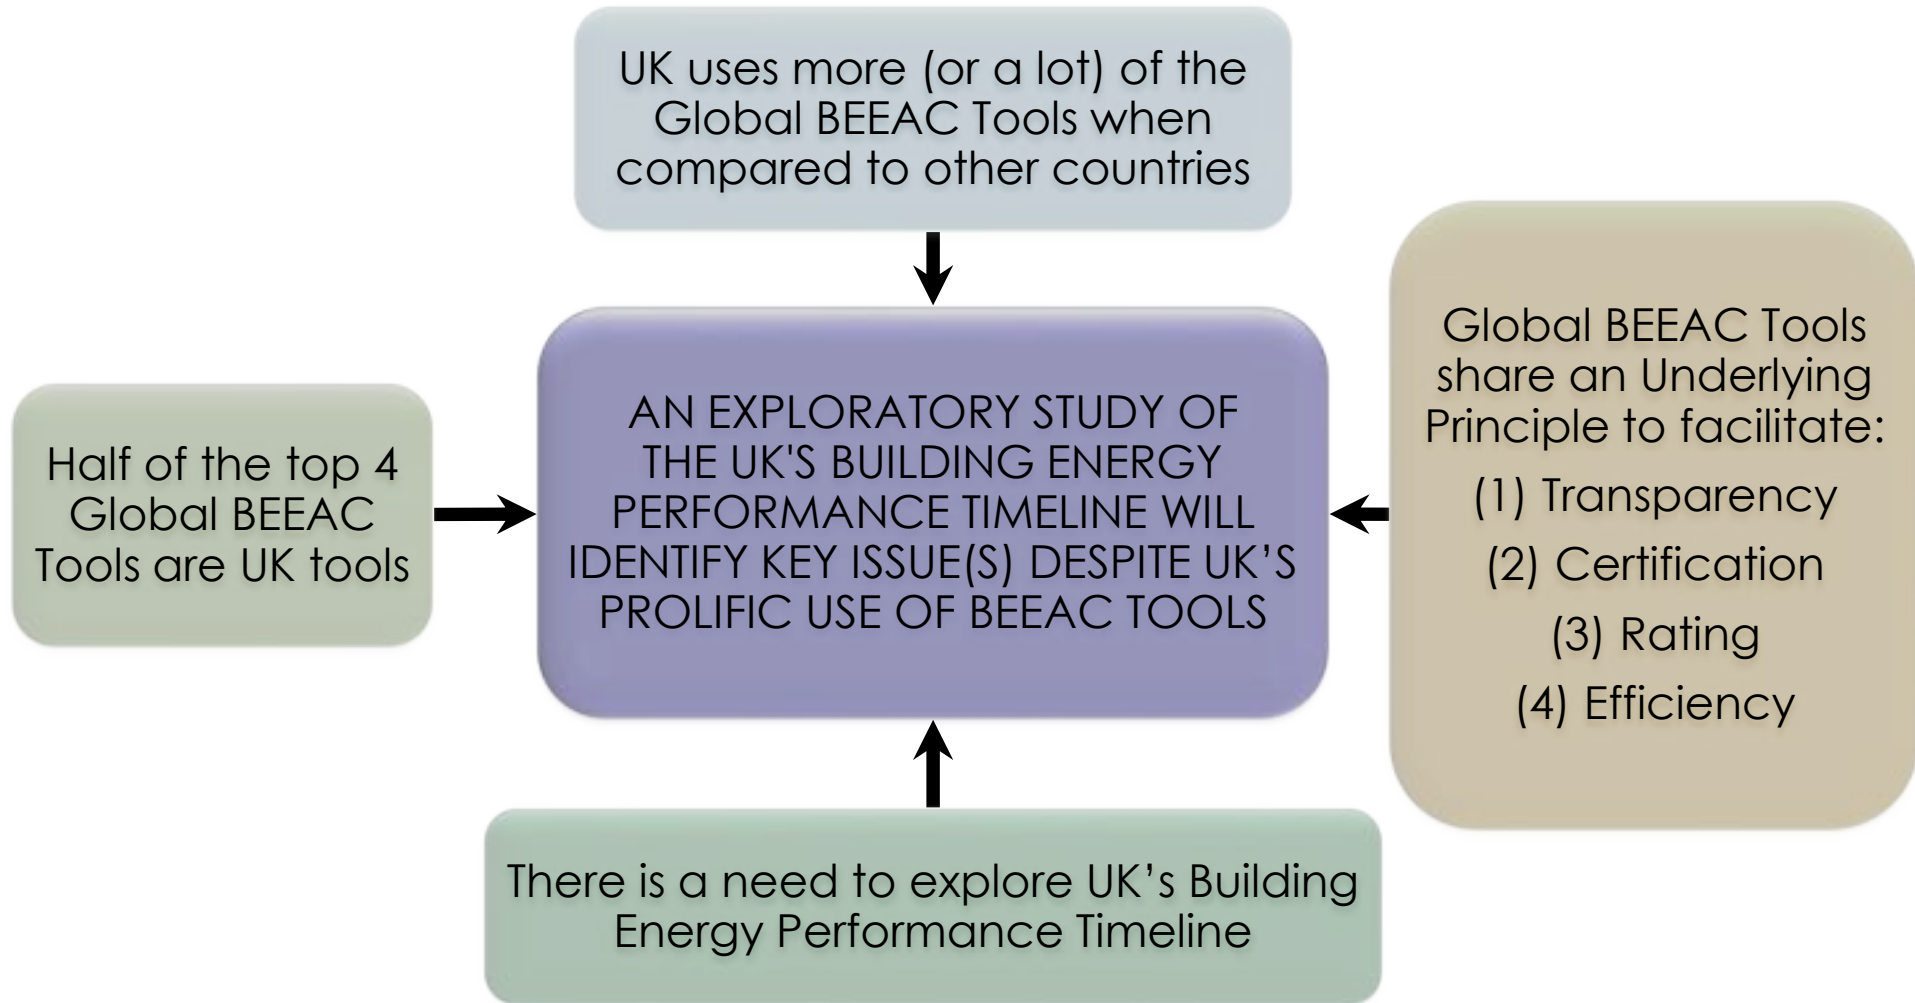 UK uses more (or a lot) of the
Global BEEAC Tools when
compared to other countries
Half of the top 4
Global BEEAC
Tools are UK tools
AN EXPLORATORY STUDY OF
THE UK'S BUILDING ENERGY
PERFORMANCE TIMELINE WILL
IDENTIFY KEY ISSUE(S) DESPITE UK’S
PROLIFIC USE OF BEEAC TOOLS
Global BEEAC Tools
share an Underlying
Principle to facilitate:
(1) Transparency
(2) Certification
(3) Rating
(4) Efficiency
There is a need to explore UK’s Building
Energy Performance Timeline